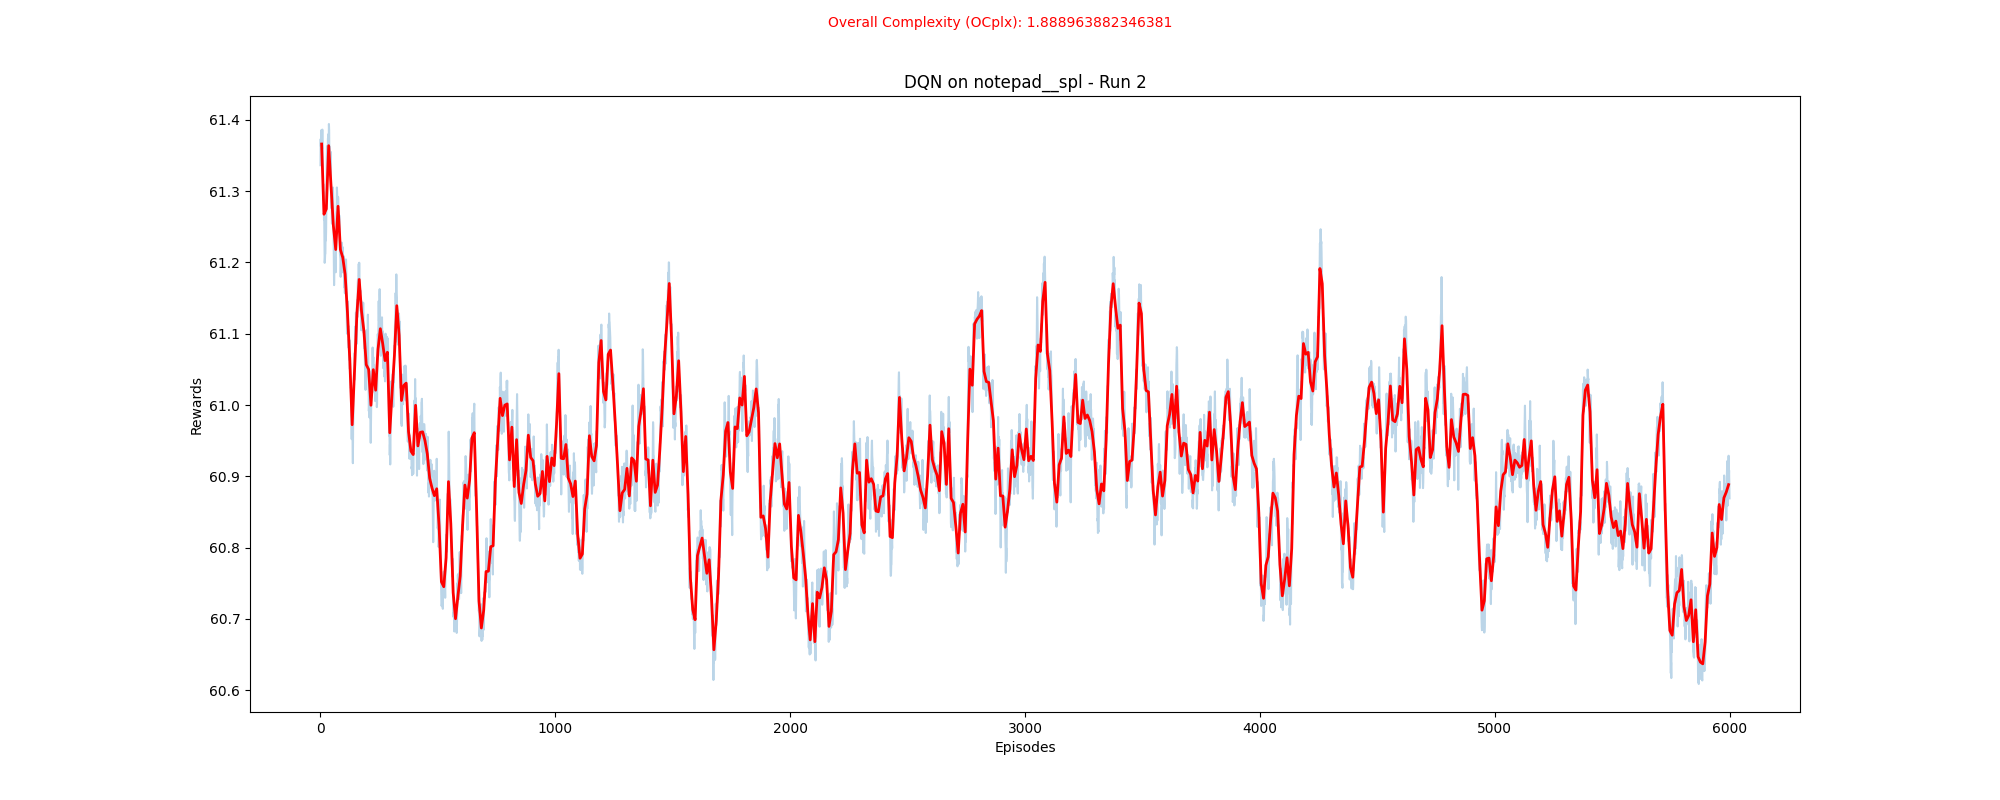 Overall Complexity (OCplx): 1.888963882346381
DQN on notepad__spl - Run 2
61.4
61.3
61.2
61.1
61.0
60.9
60.8
60.7
60.6
Rewards
0 1000 2000 3000 4000 5000 6000
Episodes